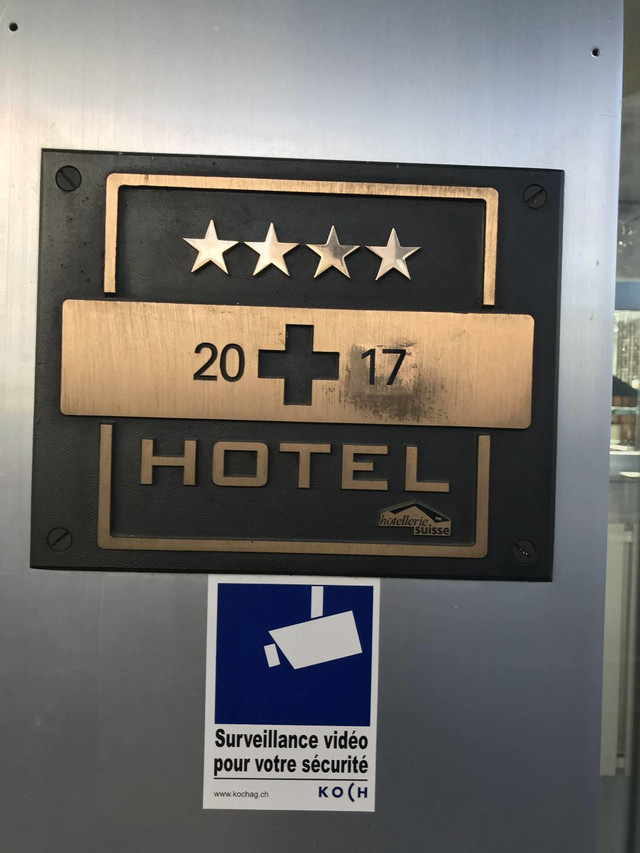 20 17
HOTEL
hotellerie
suisse
Surveillance vidéo
pour votre sécurité
www.kochag.ch KOCH